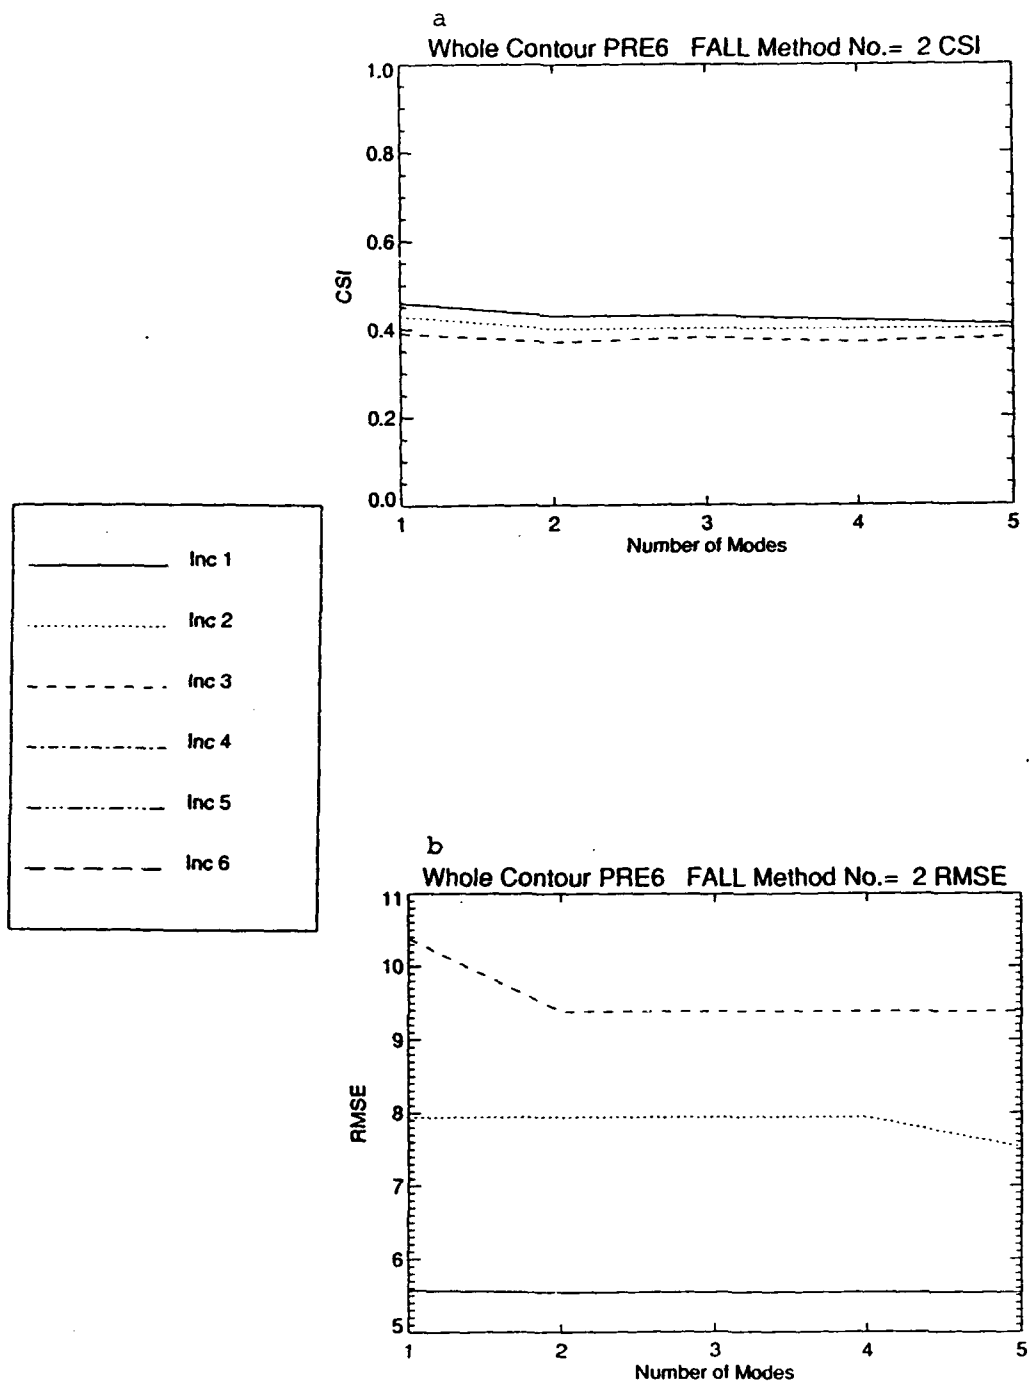 a
Whole Contour PRE6 FALL Method No.= 2 CSI
1.0
0.8
0.6
0.4
0.2
0.0
CSI
1 2 3 4 5
Number of Modes
Inc 1
Inc 2
Inc 3
Inc 4
Inc 5
Inc 6
b
Whole Contour PRE6 FALL Method No.= 2 RMSE
11
10
9
8
7
6
5
RMSE
1 2 3 4 5
Number of Modes